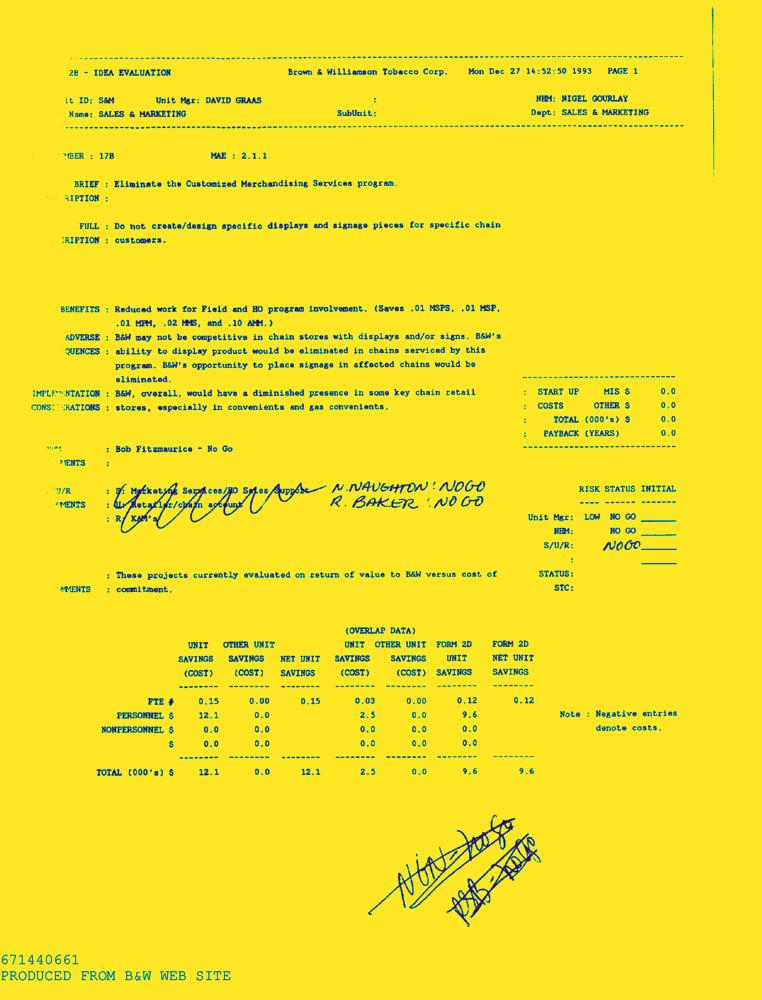 2B - IDEA EVALUATION Brown & Williamson Tobacco Corp. Mon Dec 27 14:52:50 1993 PAGE 1
it ID: S&M Unit Mgr: DAVID GRAAS : NHM: NIGEL GOURLAY
Name: SALES & MARKETING SubUnit: Dept: SALES & MARKETING
MBER : 17B MAE : 2.1.1
BRIEF : Eliminate the Customized Merchandising Services program.
RIPTION :
FULL : Do not create/design specific displays and signage pieces for specific chain
RIPTION : customers.
BENEFITS : Reduced work for Field and HO program involvement. (Saves .01 MSPS, .01 MSP,
.01 MPM, .02 MMS, and .10 AMM.)
ADVERSE : B&W may not be competitive in chain stores with displays and/or signs. B&W's
QUENCES : ability to display product would be eliminated in chains serviced by this
program. B&W's opportunity to place signage in affected chains would be
eliminated.
IMPLE NTATION : B&W, overall, would have a diminished presence in some key chain retail
CONSI RATIONS : stores, especially in convenients and gas convenients.
: START UP MIS $ 0.0
: COSTS OTHER $ 0.0
: TOTAL (000's) $ 0.0
: PAYBACK (YEARS) 0.0
: Bob Fitzmaurice - No Go
MENTS :
U/R : S: Marketing Services/HO Sales Support N. NAUGHTON: NO GO
MENTS : U: Retailer/chain account R. BAKER: NO GO
: R: KAM's
RISK STATUS INITIAL
Unit Mgr: LOW NO GO
NHM: NO GO
S/U/R: NO GO
:
: These projects currently evaluated on return of value to B&W versus cost of STATUS:
MMENTS : commitment. STC:
(OVERLAP DATA)
UNIT OTHER UNIT UNIT OTHER UNIT FORM 2D FORM 2D
SAVINGS SAVINGS NET UNIT SAVINGS SAVINGS UNIT NET UNIT
(COST) (COST) SAVINGS (COST) (COST) SAVINGS SAVINGS
FTE # 0.15 0.00 0.15 0.03 0.00 0.12 0.12
PERSONNEL $ 12.1 0.0 2.5 0.0 9.6 Note : Negative entries
NONPERSONNEL $ 0.0 0.0 0.0 0.0 0.0 denote costs.
$ 0.0 0.0 0.0 0.0 0.0
TOTAL (000's) $ 12.1 0.0 12.1 2.5 0.0 9.6 9.6
671440661
PRODUCED FROM B&W WEB SITE